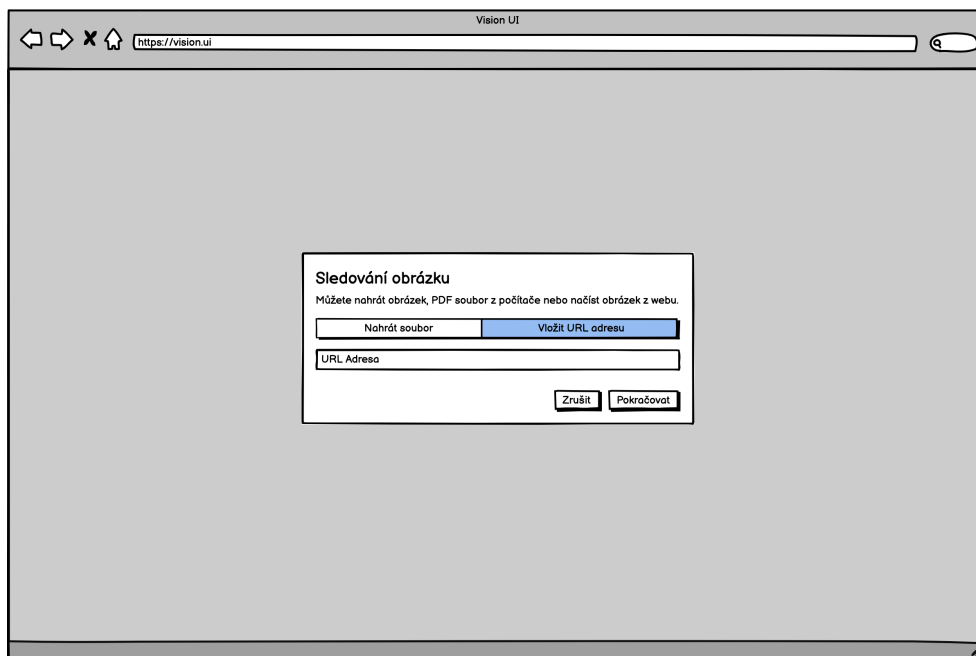 Vision UI
https://vision.ui
Sledování obrázku
Můžete nahrát obrázek, PDF soubor z počítače nebo načíst obrázek z webu.
Nahrát soubor Vložit URL adresu
URL Adresa
Zrušit Pokračovat